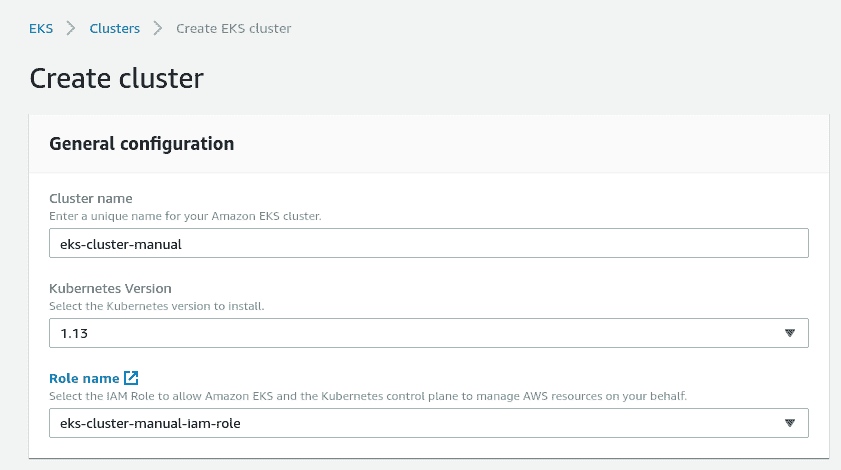 EKS > Clusters > Create EKS cluster
Create cluster
General configuration
Cluster name
Enter a unique name for your Amazon EKS cluster.
eks-cluster-manual
Kubernetes Version
Select the Kubernetes version to install.
1.13
Role name
Select the IAM Role to allow Amazon EKS and the Kubernetes control plane to manage AWS resources on your behalf.
eks-cluster-manual-iam-role